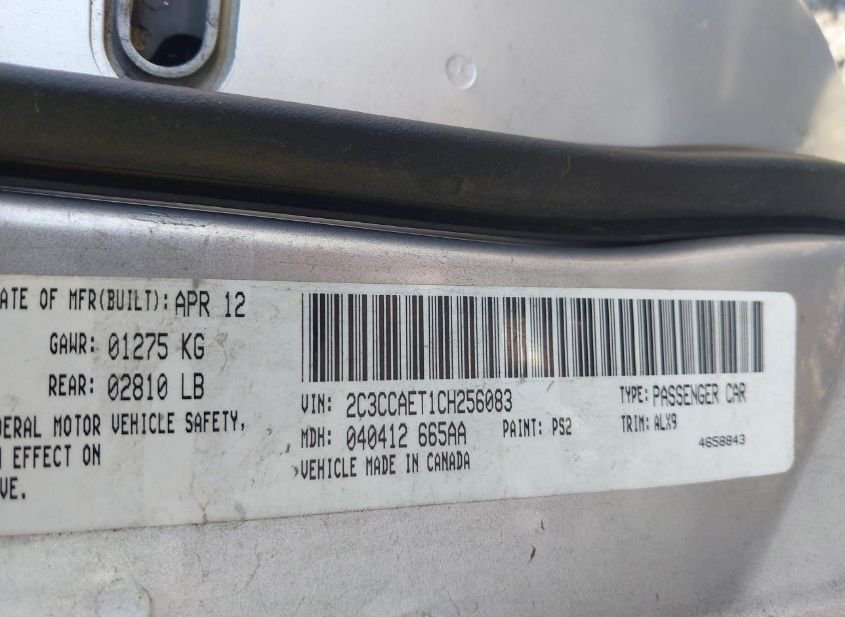 ATE OF MFR(BUILT): APR 12
GAWR: 01275 KG
REAR: 02810 LB
DERAL MOTOR VEHICLE SAFETY,
EFFECT ON
VE.
VIN: 2C3CCAET1CH256083
TYPE: PASSENGER CAR
MDH: 040412 665AA PAINT: PS2 TRIM: ALX9
VEHICLE MADE IN CANADA
4658843